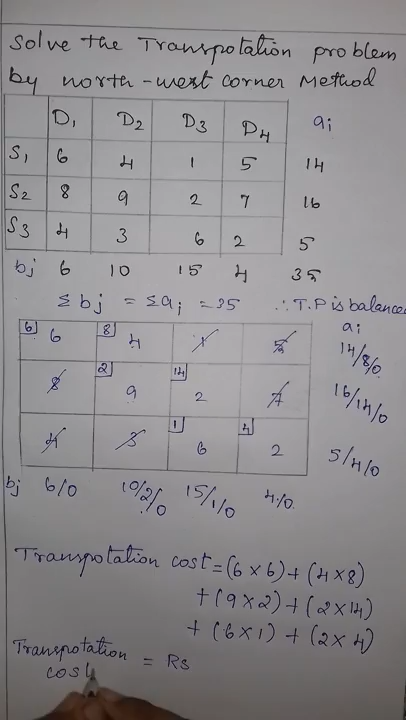 Solve the Transpotation problem
by north-west corner Method
D1 D2 D3 D4 ai
S1 6 4 1 5 14
S2 8 9 2 7 16
S3 4 3 6 2 5
bj 6 10 15 4 35
Σbj = Σai = 35 ∴ T.P is balance
ai
6 6 8 4 1 5 14/8/0
8 2 9 14 2 7 16/14/0
4 3 1 6 4 2 5/4/0
bj 6/0 10/2/0 15/1/0 4/0
Transpotation cost = (6×6) + (4×8)
+ (9×2) + (2×14)
+ (6×1) + (2×4)
Transpotation
cost = RS